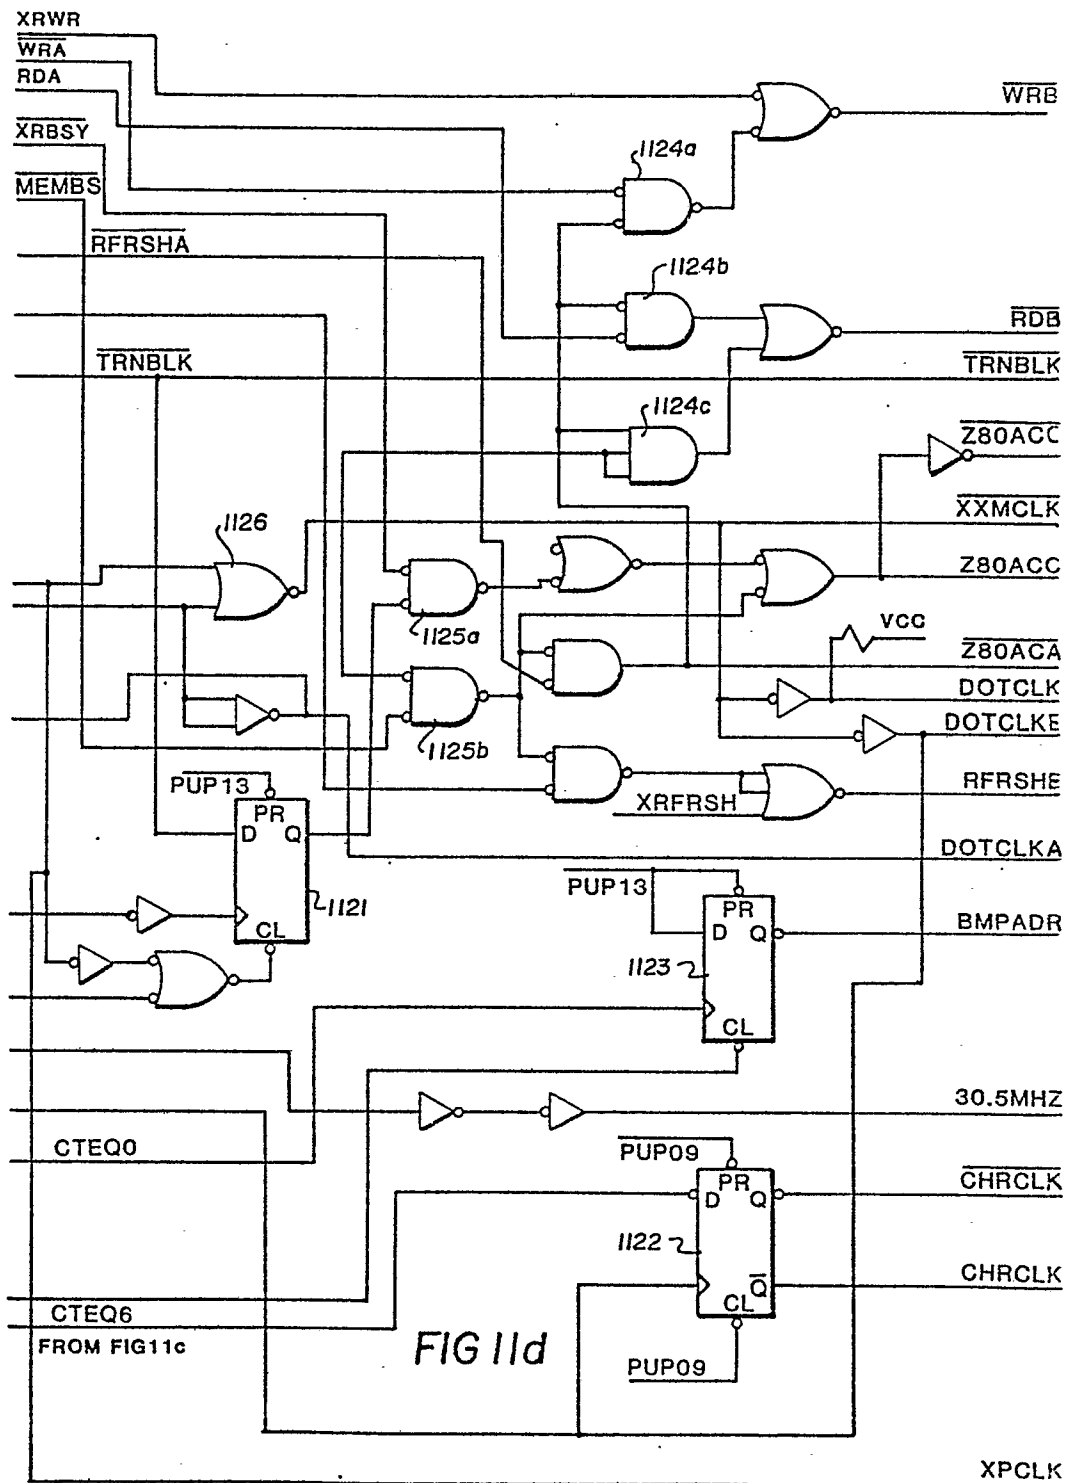 XRWR
WRA
RDA
XRBSY
MEMBS
RFRSHA
TRNBLK
1124a
WRB
1124b
RDB
TRNBLK
1124c
Z80ACC
1126
XXMCLK
Z80ACC
1125a
VCC
Z80ACA
DOTCLK
1125b
DOTCLKE
PUP13
XRFRSH
RFRSHE
PR
D Q
DOTCLKA
1121
CL
PUP13
PR
D Q
BMPADR
1123
CL
30.5MHZ
CTEQ0
PUP09
PR
D Q
CHRCLK
1122
Q
CHRCLK
CL
CTEQ6
FROM FIG11c
FIG 11d
PUP09
XPCLK